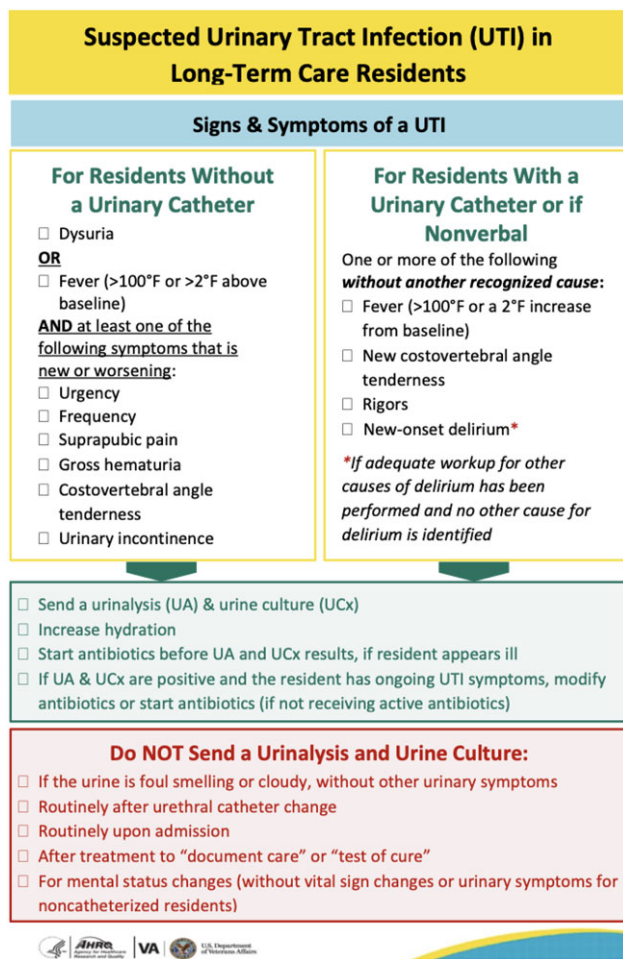 Suspected Urinary Tract Infection (UTI) in
Long-Term Care Residents
Signs & Symptoms of a UTI
For Residents Without
a Urinary Catheter
☐ Dysuria
OR
☐ Fever (>100°F or >2°F above
baseline)
AND at least one of the
following symptoms that is
new or worsening:
☐ Urgency
☐ Frequency
☐ Suprapubic pain
☐ Gross hematuria
☐ Costovertebral angle
tenderness
☐ Urinary incontinence
For Residents With a
Urinary Catheter or if
Nonverbal
One or more of the following
without another recognized cause:
☐ Fever (>100°F or a 2°F increase
from baseline)
☐ New costovertebral angle
tenderness
☐ Rigors
☐ New-onset delirium*
*If adequate workup for other
causes of delirium has been
performed and no other cause for
delirium is identified
☐ Send a urinalysis (UA) & urine culture (UCx)
☐ Increase hydration
☐ Start antibiotics before UA and UCx results, if resident appears ill
☐ If UA & UCx are positive and the resident has ongoing UTI symptoms, modify
antibiotics or start antibiotics (if not receiving active antibiotics)
Do NOT Send a Urinalysis and Urine Culture:
☐ If the urine is foul smelling or cloudy, without other urinary symptoms
☐ Routinely after urethral catheter change
☐ Routinely upon admission
☐ After treatment to “document care” or “test of cure”
☐ For mental status changes (without vital sign changes or urinary symptoms for
noncatheterized residents)
AHRQ
Agency for Healthcare
Research and Quality
VA
U.S. Department
of Veterans Affairs